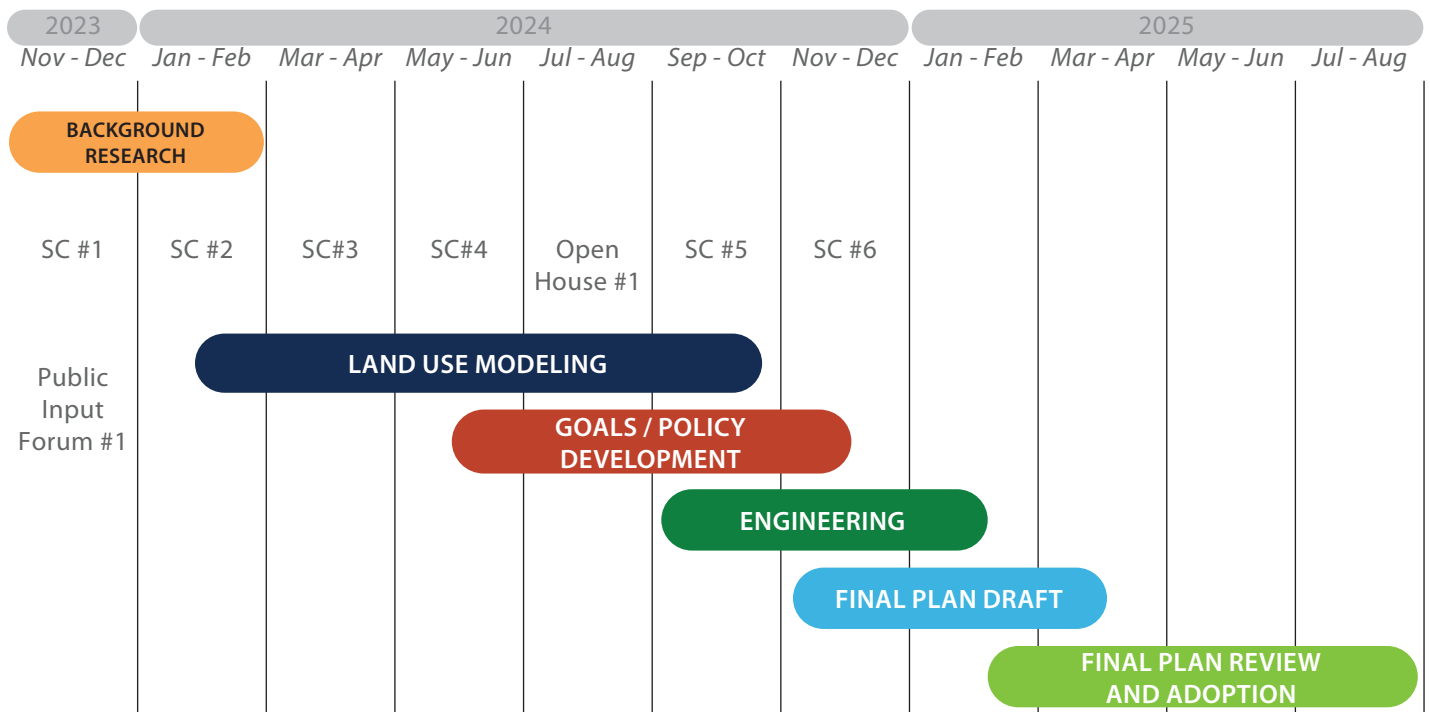 2023 2024 2025
Nov - Dec Jan - Feb Mar - Apr May - Jun Jul - Aug Sep - Oct Nov - Dec Jan - Feb Mar - Apr May - Jun Jul - Aug
BACKGROUND
RESEARCH
SC #1 SC #2 SC#3 SC#4 Open SC #5 SC #6
House #1
Public
Input
Forum #1
LAND USE MODELING
GOALS / POLICY
DEVELOPMENT
ENGINEERING
FINAL PLAN DRAFT
FINAL PLAN REVIEW
AND ADOPTION